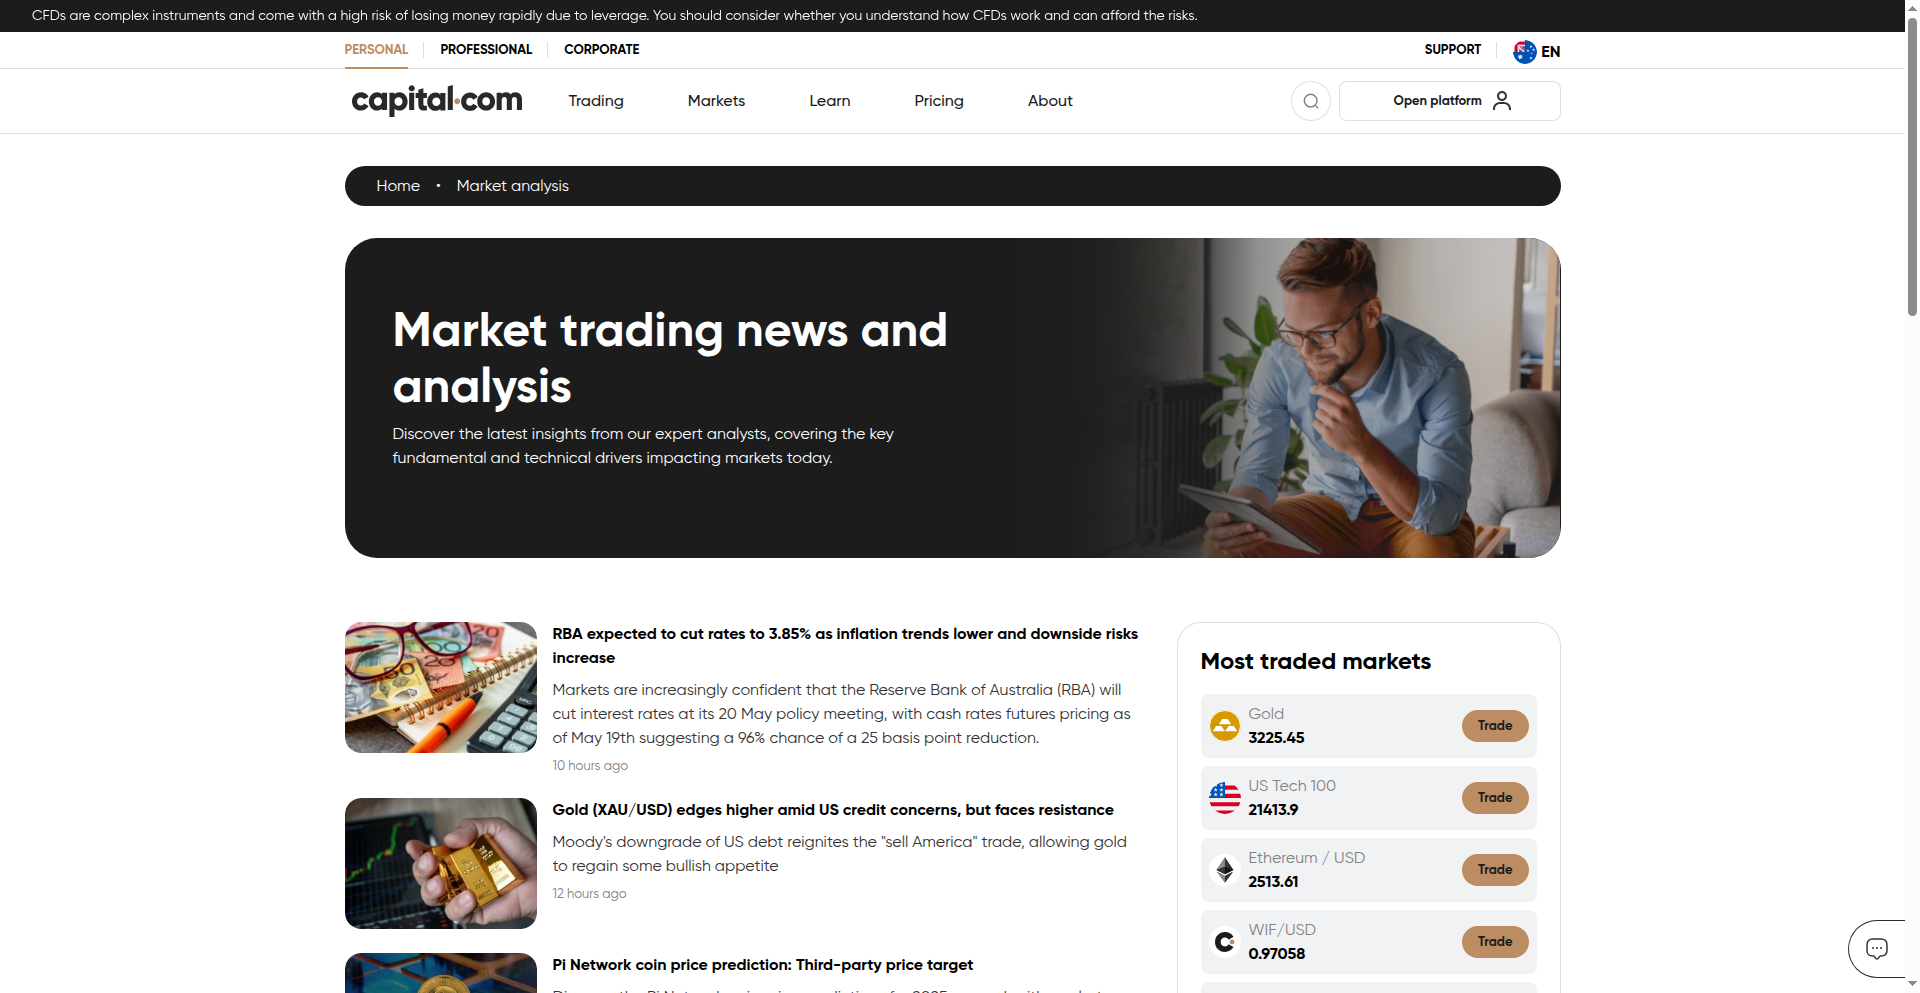 CFDs are complex instruments and come with a high risk of losing money rapidly due to leverage. You should consider whether you understand how CFDs work and can afford the risks.
PERSONAL
PROFESSIONAL
CORPORATE
SUPPORT
EN
capital.com
Trading
Markets
Learn
Pricing
About
Open platform
Home • Market analysis
Market trading news and
analysis
Discover the latest insights from our expert analysts, covering the key
fundamental and technical drivers impacting markets today.
RBA expected to cut rates to 3.85% as inflation trends lower and downside risks
increase
Markets are increasingly confident that the Reserve Bank of Australia (RBA) will
cut interest rates at its 20 May policy meeting, with cash rates futures pricing as
of May 19th suggesting a 96% chance of a 25 basis point reduction.
10 hours ago
Gold (XAU/USD) edges higher amid US credit concerns, but faces resistance
Moody's downgrade of US debt reignites the "sell America" trade, allowing gold
to regain some bullish appetite
12 hours ago
Pi Network coin price prediction: Third-party price target
Most traded markets
Gold
3225.45
Trade
US Tech 100
21413.9
Trade
Ethereum / USD
2513.61
Trade
WIF/USD
0.97058
Trade